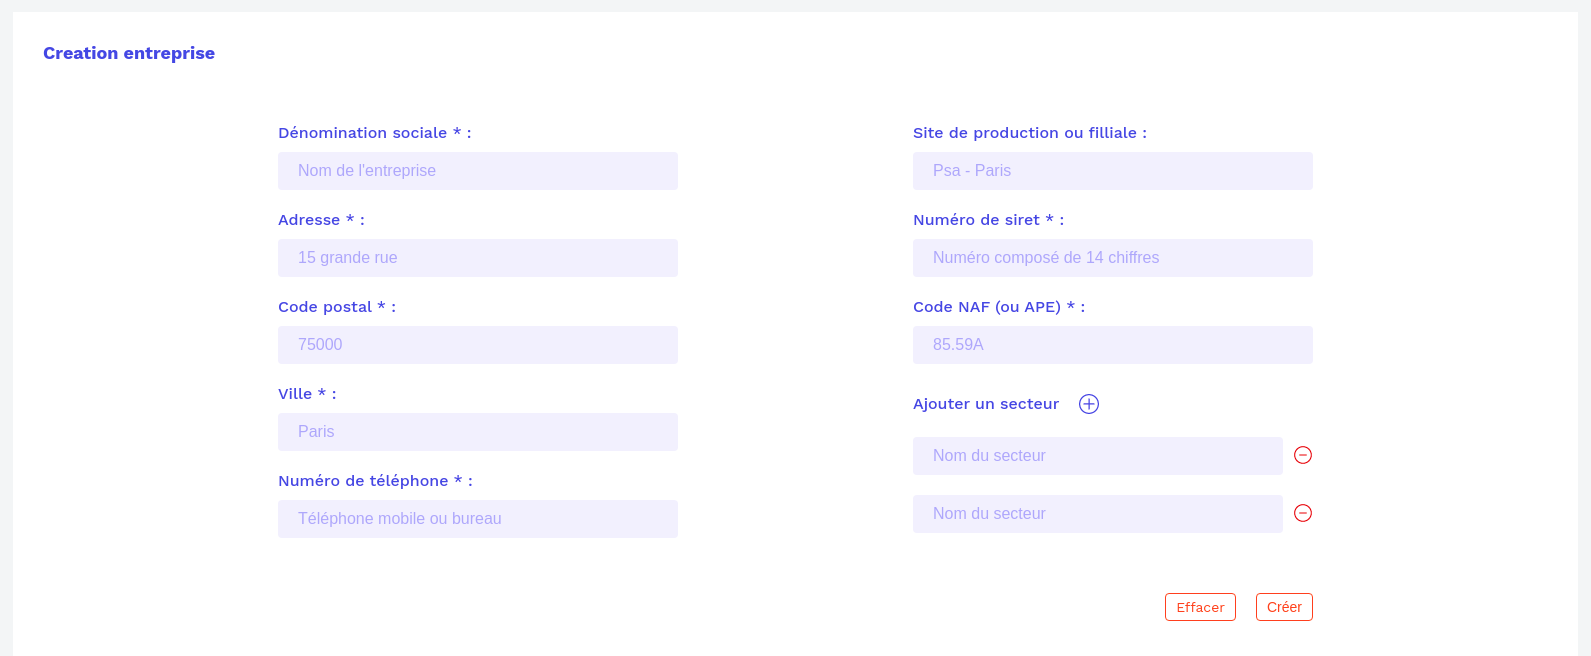 Creation entreprise
Dénomination sociale * :
Nom de l'entreprise
Adresse * :
15 grande rue
Code postal * :
75000
Ville * :
Paris
Numéro de téléphone * :
Téléphone mobile ou bureau
Site de production ou filliale :
Psa - Paris
Numéro de siret * :
Numéro composé de 14 chiffres
Code NAF (ou APE) * :
85.59A
Ajouter un secteur
Nom du secteur
Nom du secteur
Effacer Créer